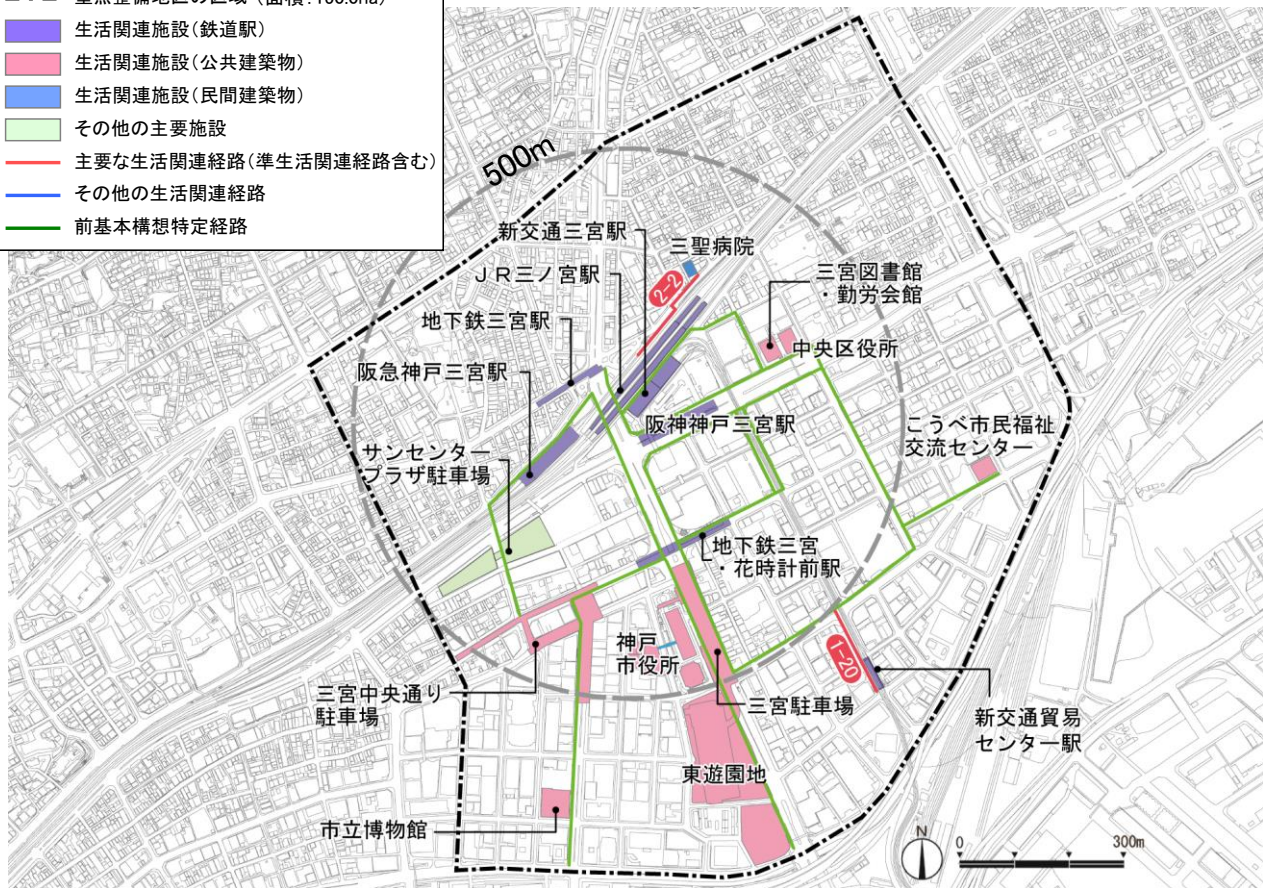 生活関連施設(鉄道駅)
生活関連施設(公共建築物)
生活関連施設(民間建築物)
その他の主要施設
主要な生活関連経路(準生活関連経路含む)
その他の生活関連経路
前基本構想特定経路
500m
新交通三宮駅
三聖病院
JR三ノ宮駅
2-2
三宮図書館
・勤労会館
地下鉄三宮駅
中央区役所
阪急神戸三宮駅
阪神神戸三宮駅
こうべ市民福祉
交流センター
サンセンター
プラザ駐車場
地下鉄三宮
・花時計前駅
神戸
市役所
1-20
三宮中央通り
駐車場
三宮駐車場
新交通貿易
センター駅
東遊園地
市立博物館
N
0
300m